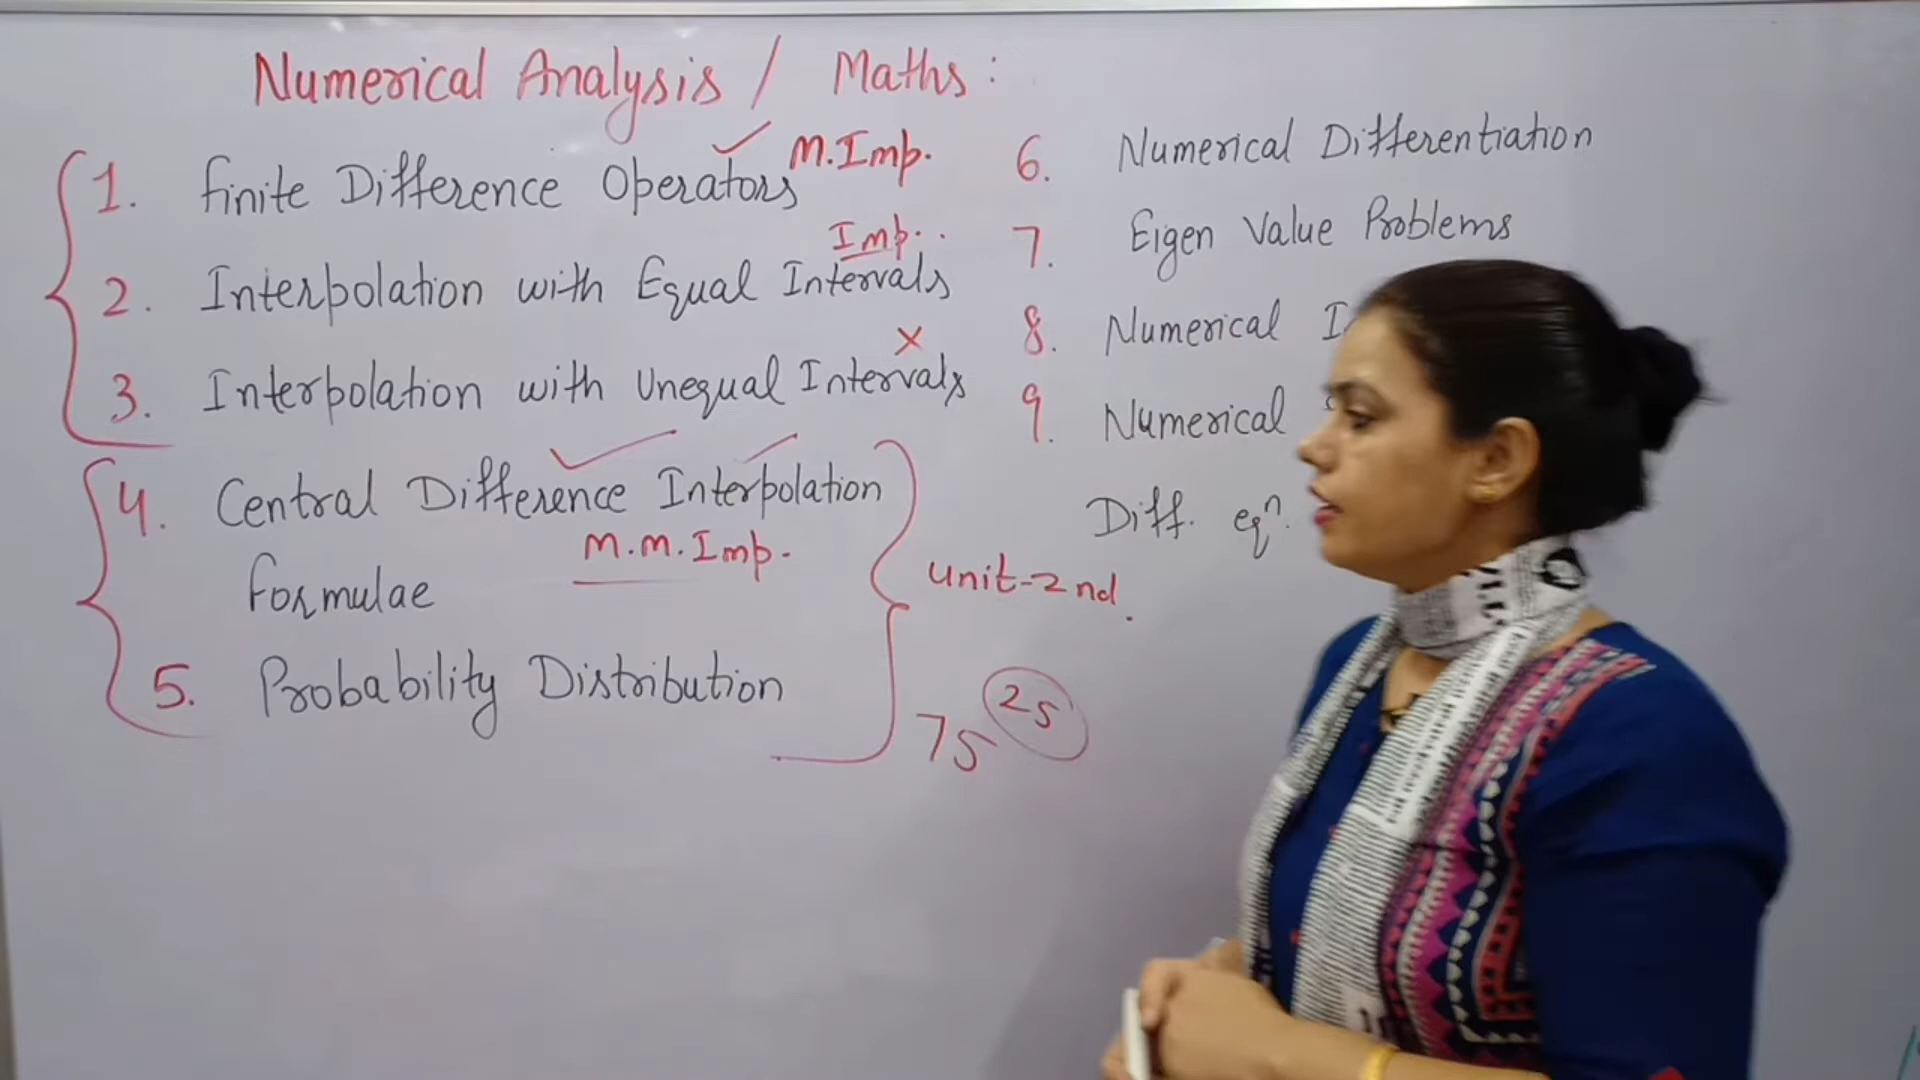 Numerical Analysis / Maths:
1. Finite Difference Operators M.Imp.
Imp..
2. Interpolation with Equal Intervals
3. Interpolation with Unequal Intervals
4. Central Difference Interpolation
Formulae M.M.Imp.
5. Probability Distribution
Unit-2nd.
75 25
6. Numerical Differentiation
7. Eigen Value Problems
8. Numerical
9. Numerical
Diff. eqn.